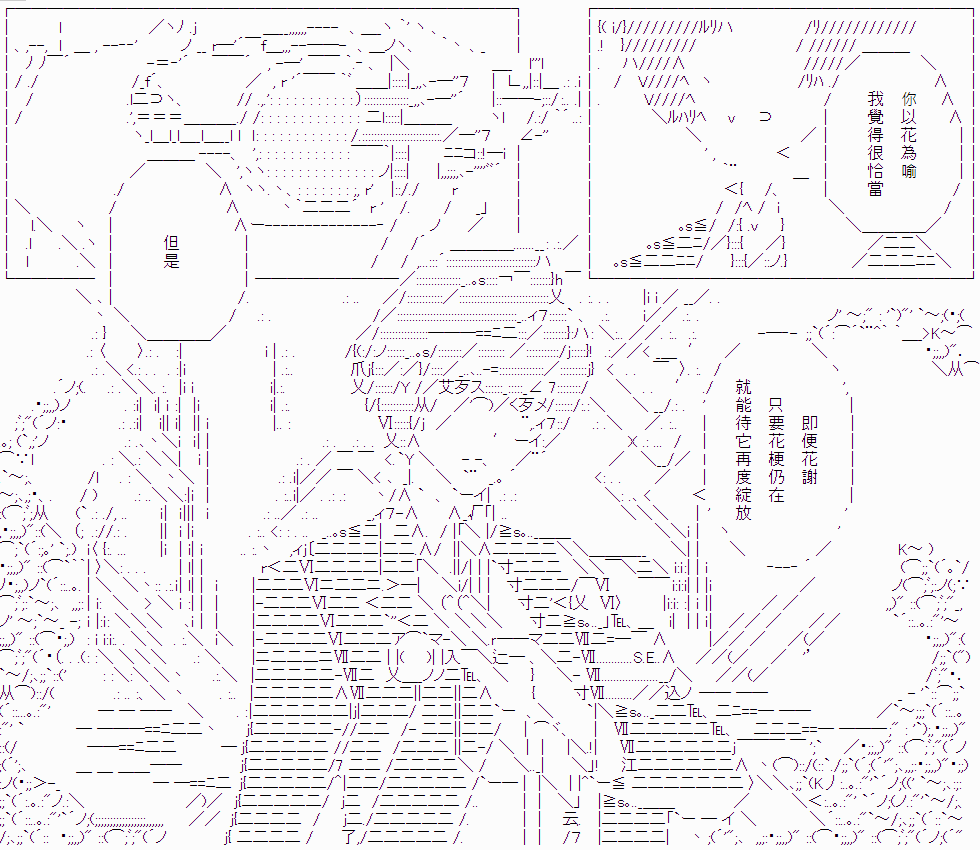 你以花為喻
我覺得很恰當
但是
即便花謝
只要花梗仍在
就能待它再度綻放